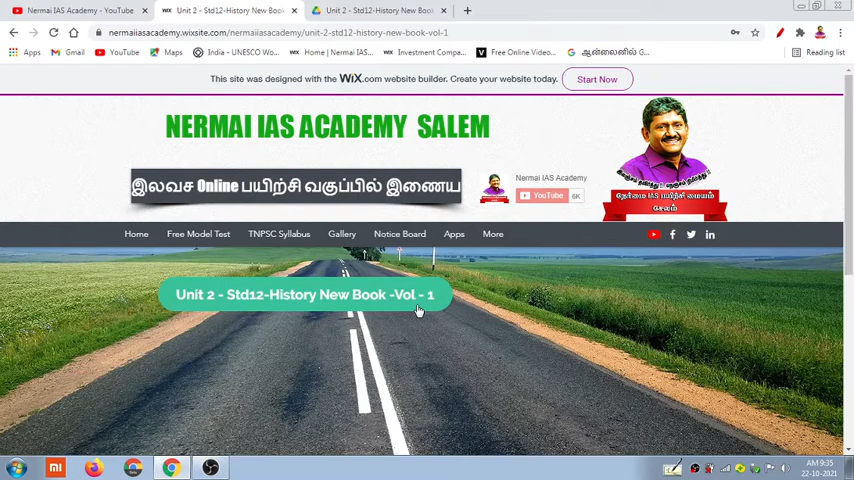 Nermai IAS Academy - YouTube
Unit 2 - Std12-History New Book
Unit 2 - Std12-History New Book
nermaiiasacademy.wixsite.com/nermaiiasacademy/unit-2-std12-history-new-book-vol-1
Apps
Gmail
YouTube
Maps
India - UNESCO Wo...
Home | Nermai IAS...
Free Online Video...
ஆன்லைனில் G...
Reading list
This site was designed with the WiX.com website builder. Create your website today.
Start Now
NERMAI IAS ACADEMY SALEM
இலவச Online பயிற்சி வகுப்பில் இணைய
Nermai IAS Academy
YouTube 6K
நேர்மை IAS பயிற்சி மையம்
சேலம்
Home
Free Model Test
TNPSC Syllabus
Gallery
Notice Board
Apps
More
Unit 2 - Std12-History New Book -Vol - 1
AM 9:35
22-10-2021